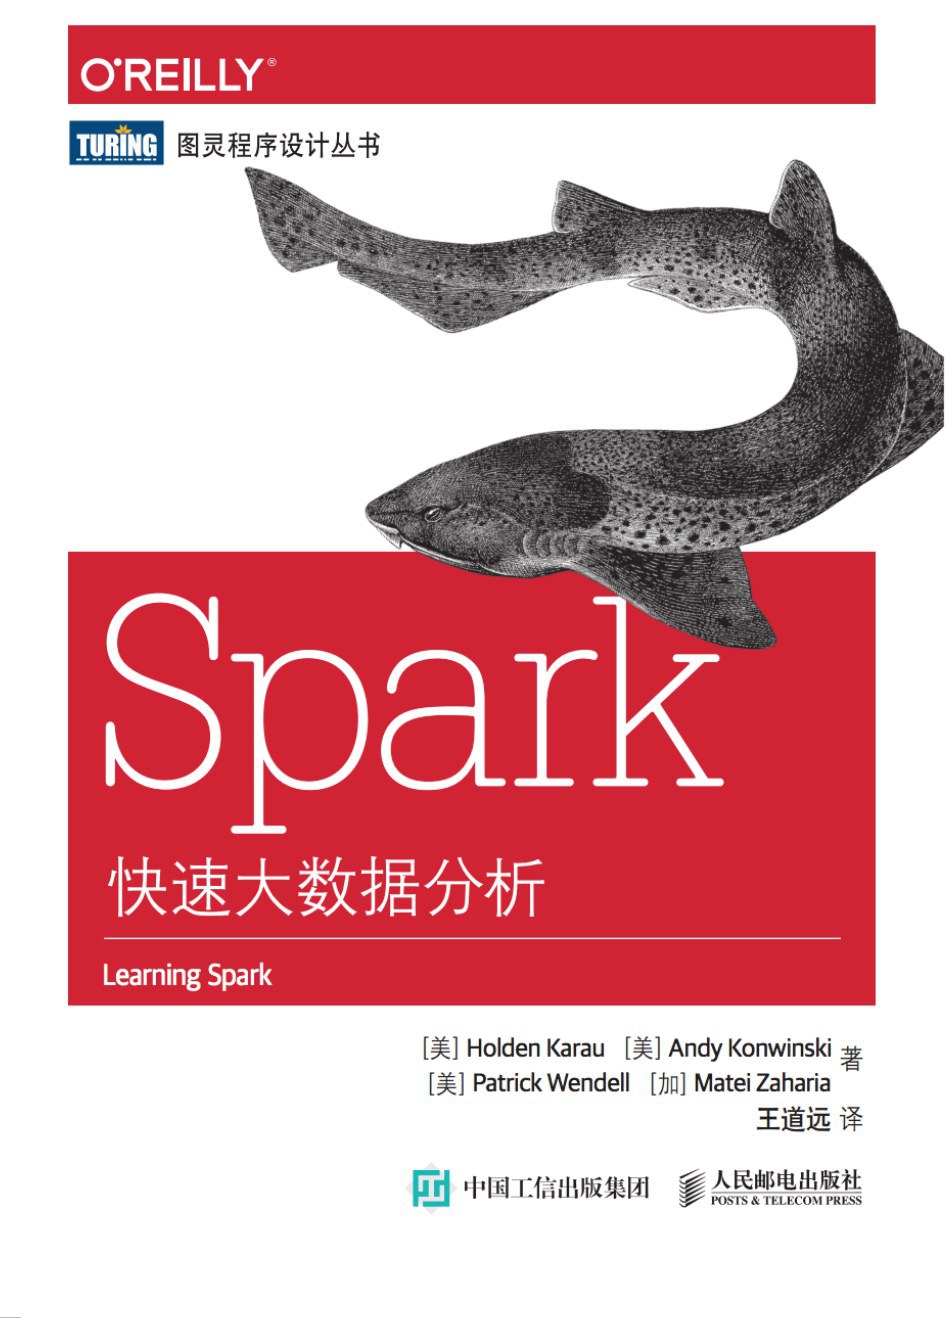 O'REILLY®
TURING 图灵程序设计丛书
Spark
快速大数据分析
Learning Spark
[美] Holden Karau [美] Andy Konwinski 著
[美] Patrick Wendell [加] Matei Zaharia
王道远 译
中国工信出版集团 人民邮电出版社
POSTS & TELECOM PRESS